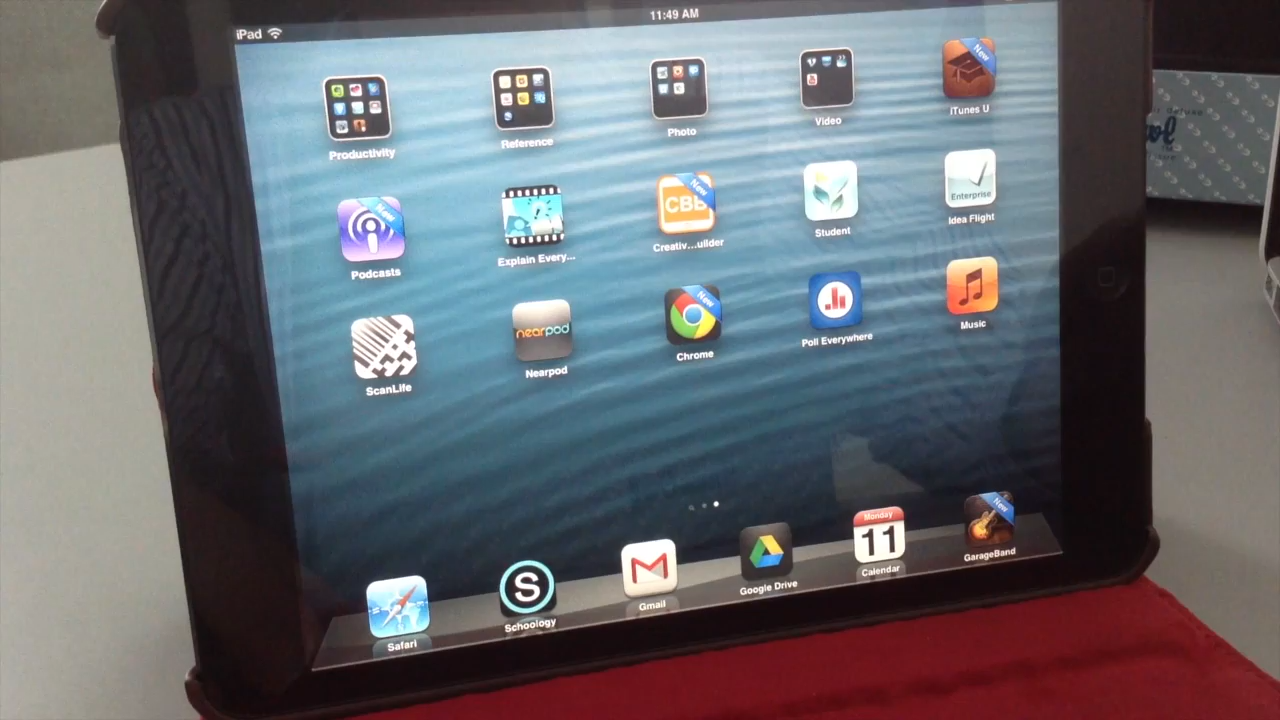 iPad
11:49 AM
Productivity
Reference
Photo
Video
New
iTunes U
New
Podcasts
Explain Every...
CBB
New
Creativ...uilder
Student
Enterprise
Idea Flight
ScanLife
nearpod
Nearpod
New
Chrome
Poll Everywhere
Music
Safari
S
Schoology
M
Gmail
Google Drive
Monday
11
Calendar
New
GarageBand